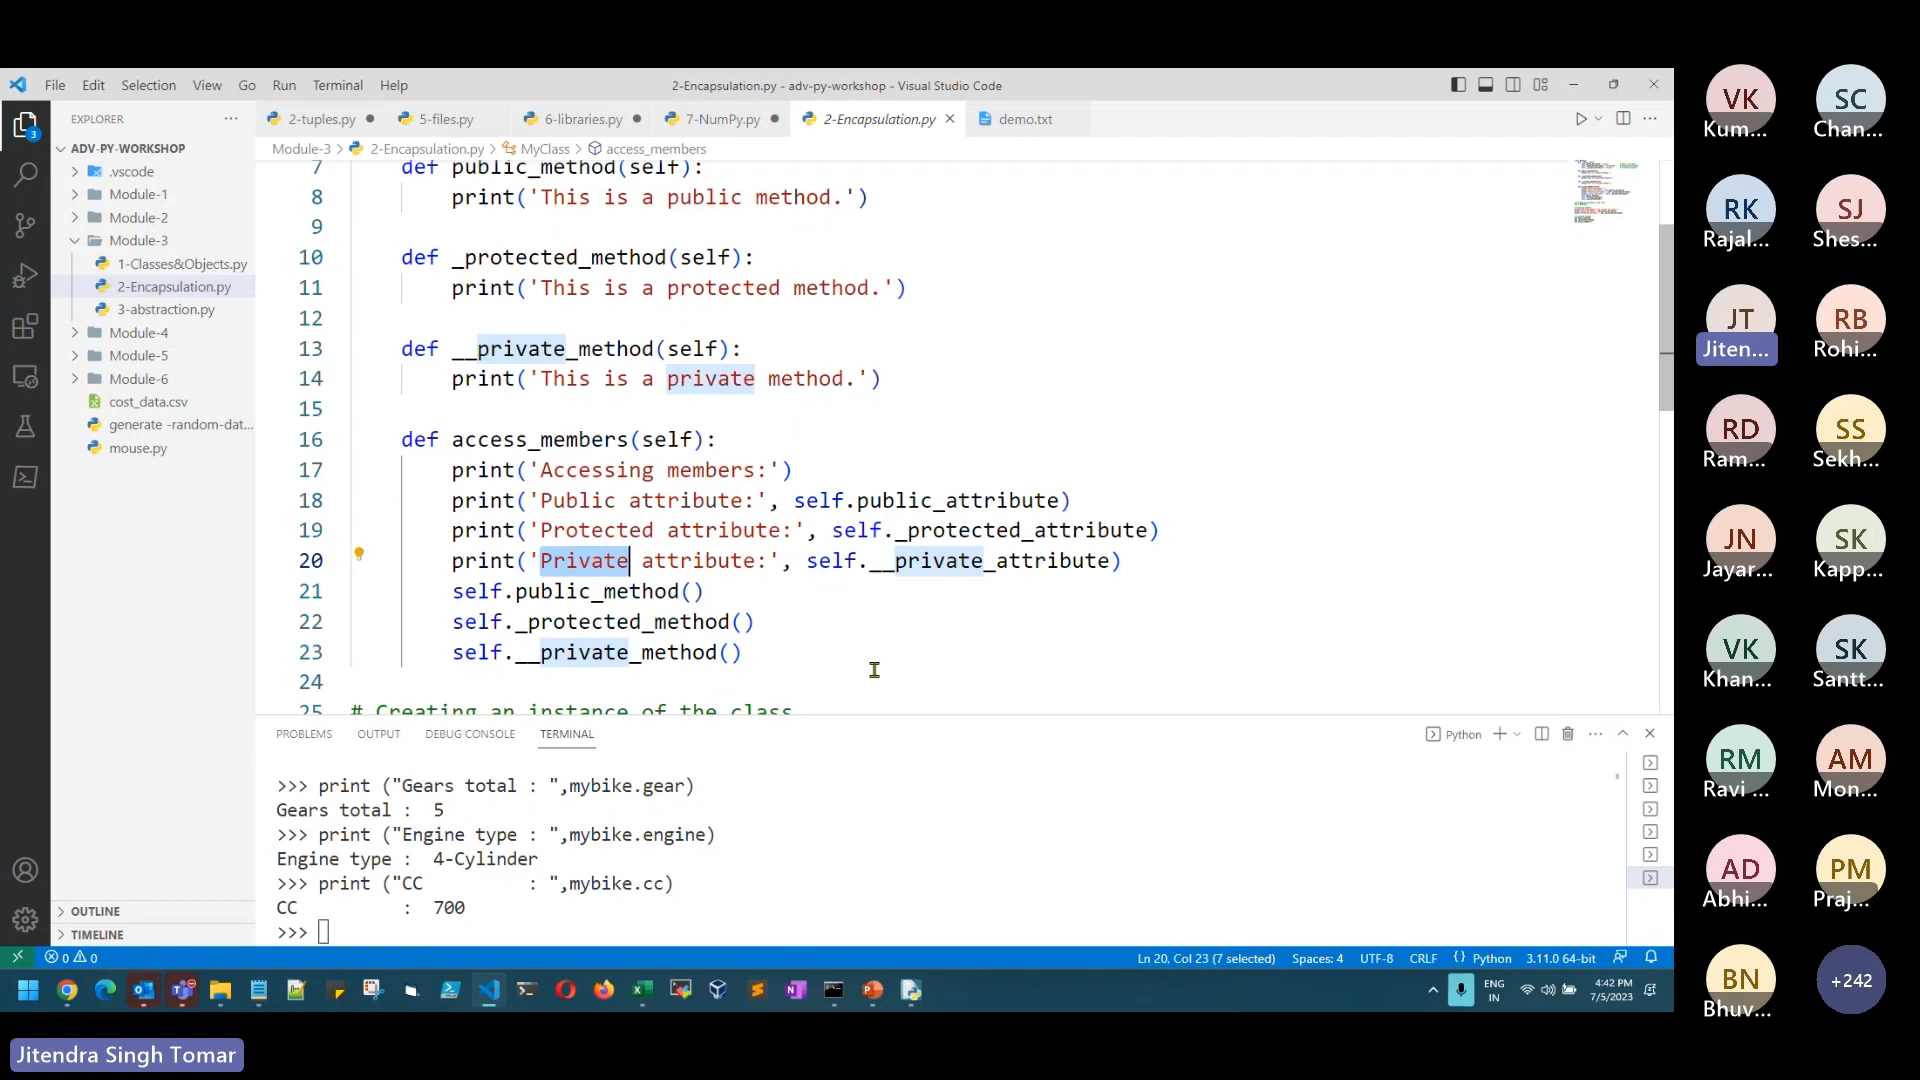 File Edit Selection View Go Run Terminal Help
2-Encapsulation.py - adv-py-workshop - Visual Studio Code
EXPLORER
2-tuples.py
5-files.py
6-libraries.py
7-NumPy.py
2-Encapsulation.py
demo.txt
Module-3 > 2-Encapsulation.py > MyClass > access_members
ADV-PY-WORKSHOP
.vscode
Module-1
Module-2
Module-3
1-Classes&Objects.py
2-Encapsulation.py
3-abstraction.py
Module-4
Module-5
Module-6
cost_data.csv
generate -random-dat...
mouse.py
OUTLINE
TIMELINE
3
7 def public_method(self):
8 print('This is a public method.')
9
10 def _protected_method(self):
11 print('This is a protected method.')
12
13 def __private_method(self):
14 print('This is a private method.')
15
16 def access_members(self):
17 print('Accessing members:')
18 print('Public attribute:', self.public_attribute)
19 print('Protected attribute:', self._protected_attribute)
20 print('Private attribute:', self.__private_attribute)
21 self.public_method()
22 self._protected_method()
23 self.__private_method()
24
25 # Creating an instance of the class
PROBLEMS OUTPUT DEBUG CONSOLE TERMINAL
Python
>>> print ("Gears total : ",mybike.gear)
Gears total :  5
>>> print ("Engine type : ",mybike.engine)
Engine type :  4-Cylinder
>>> print ("CC          : ",mybike.cc)
CC          :  700
>>>
0 0
Ln 20, Col 23 (7 selected) Spaces: 4 UTF-8 CRLF Python 3.11.0 64-bit
ENG
IN
4:42 PM
7/5/2023
Jitendra Singh Tomar
VK SC
Kum... Chan...
RK SJ
Rajal... Shes...
JT RB
Jiten... Rohi...
RD SS
Ram... Sekh...
JN SK
Jayar... Kapp...
VK SK
Khan... Santt...
RM AM
Ravi ... Mon...
AD PM
Abhi... Praj...
BN +242
Bhuv...